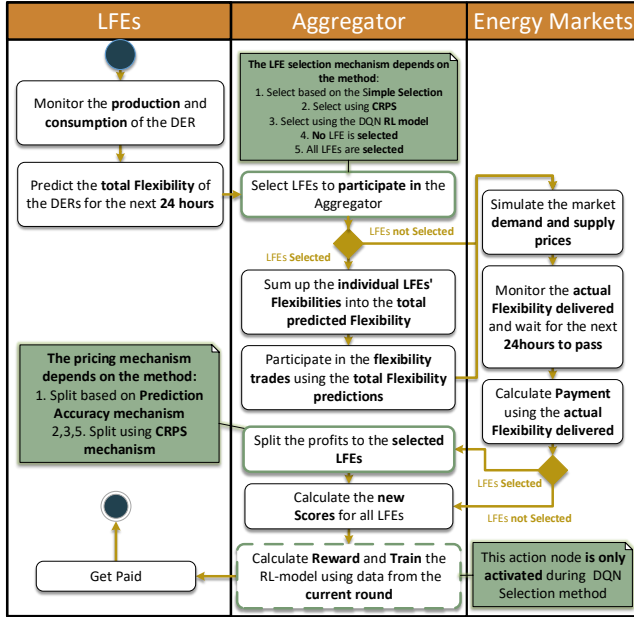 LFEs
Aggregator
Energy Markets
Monitor the production and
consumption of the DER
Predict the total Flexibility of
the DERs for the next 24 hours
The LFE selection mechanism depends on
the method:
1. Select based on the Simple Selection
2. Select using CRPS
3. Select using the DQN RL model
4. No LFE is selected
5. All LFEs are selected
Select LFEs to participate in the
Aggregator
LFEs not Selected
LFEs Selected
Sum up the individual LFEs'
Flexibilities into the total
predicted Flexibility
Participate in the flexibility
trades using the total Flexibility
predictions
Simulate the market
demand and supply
prices
Monitor the actual
Flexibility delivered
and wait for the next
24hours to pass
Calculate Payment
using the actual
Flexibility delivered
The pricing mechanism
depends on the method:
1. Split based on Prediction
Accuracy mechanism
2,3,5. Split using CRPS
mechanism
Split the profits to the selected
LFEs
LFEs Selected
LFEs not Selected
Calculate the new
Scores for all LFEs
Calculate Reward and Train the
RL-model using data from the
current round
This action node is only
activated during DQN
Selection method
Get Paid